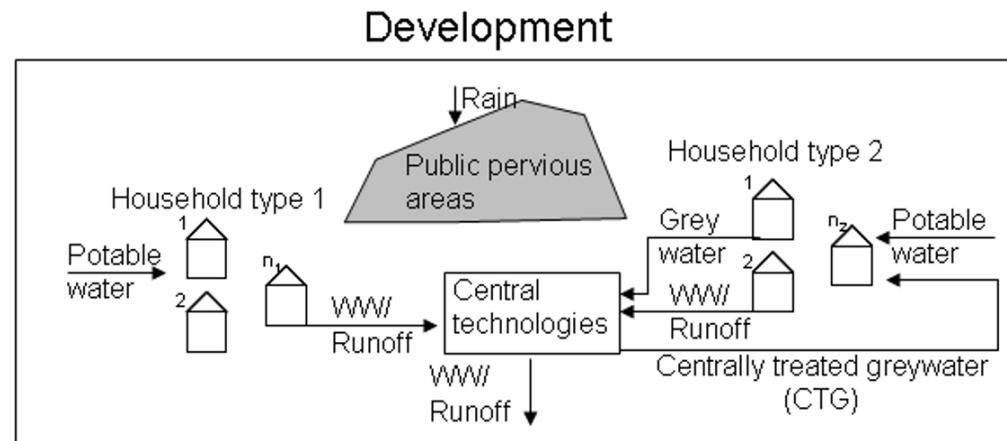 Development
Rain
Public pervious
areas
Household type 1
1
2
n1
Potable
water
WW/
Runoff
Central
technologies
WW/
Runoff
Household type 2
1
2
n2
Grey
water
WW/
Runoff
Potable
water
Centrally treated greywater
(CTG)